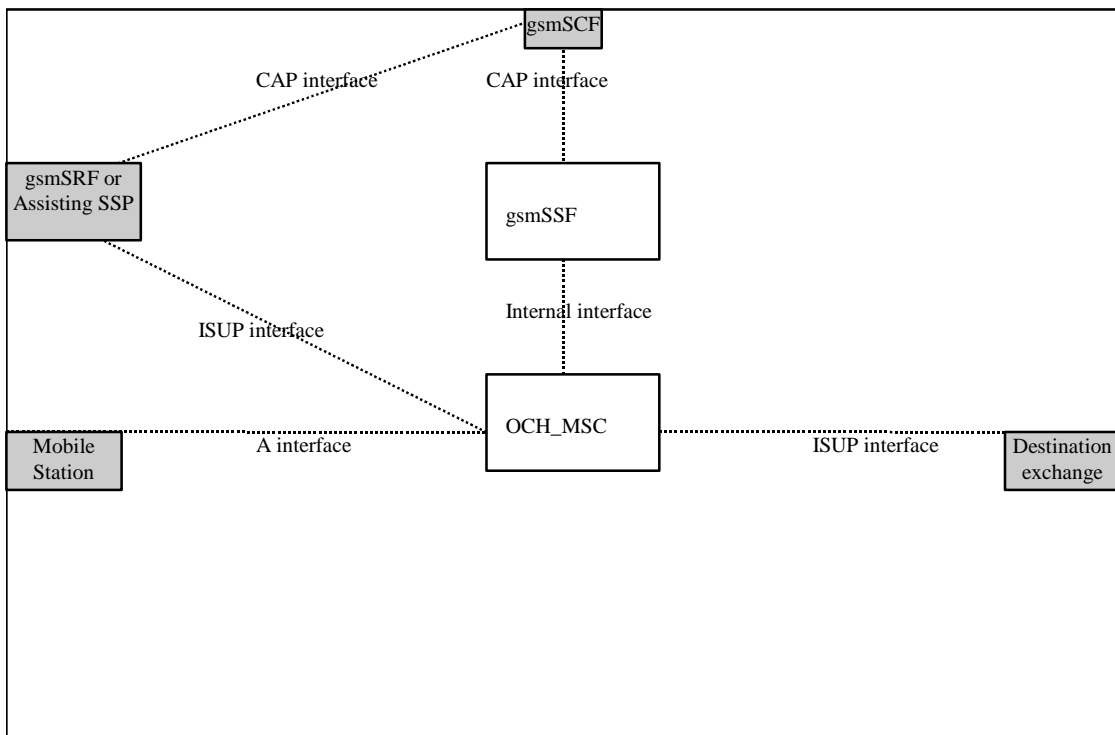 gsmSCF
CAP interface
CAP interface
gsmSRF or
Assisting SSP
gsmSSF
ISUP interface
Internal interface
OCH_MSC
Mobile
Station
A interface
ISUP interface
Destination
exchange